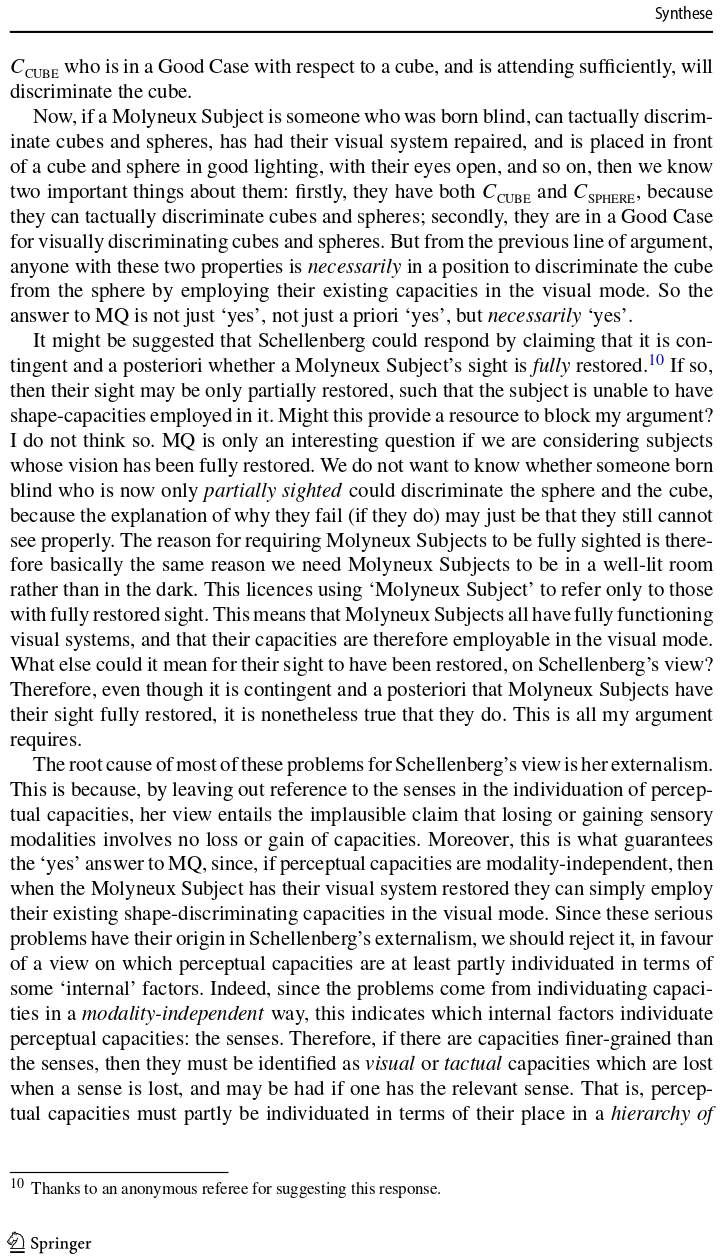 Synthese
C_CUBE who is in a Good Case with respect to a cube, and is attending sufficiently, will
discriminate the cube.
Now, if a Molyneux Subject is someone who was born blind, can tactually discrim-
inate cubes and spheres, has had their visual system repaired, and is placed in front
of a cube and sphere in good lighting, with their eyes open, and so on, then we know
two important things about them: firstly, they have both C_CUBE and C_SPHERE, because
they can tactually discriminate cubes and spheres; secondly, they are in a Good Case
for visually discriminating cubes and spheres. But from the previous line of argument,
anyone with these two properties is necessarily in a position to discriminate the cube
from the sphere by employing their existing capacities in the visual mode. So the
answer to MQ is not just ‘yes’, not just a priori ‘yes’, but necessarily ‘yes’.
It might be suggested that Schellenberg could respond by claiming that it is con-
tingent and a posteriori whether a Molyneux Subject’s sight is fully restored.10 If so,
then their sight may be only partially restored, such that the subject is unable to have
shape-capacities employed in it. Might this provide a resource to block my argument?
I do not think so. MQ is only an interesting question if we are considering subjects
whose vision has been fully restored. We do not want to know whether someone born
blind who is now only partially sighted could discriminate the sphere and the cube,
because the explanation of why they fail (if they do) may just be that they still cannot
see properly. The reason for requiring Molyneux Subjects to be fully sighted is there-
fore basically the same reason we need Molyneux Subjects to be in a well-lit room
rather than in the dark. This licences using ‘Molyneux Subject’ to refer only to those
with fully restored sight. This means that Molyneux Subjects all have fully functioning
visual systems, and that their capacities are therefore employable in the visual mode.
What else could it mean for their sight to have been restored, on Schellenberg’s view?
Therefore, even though it is contingent and a posteriori that Molyneux Subjects have
their sight fully restored, it is nonetheless true that they do. This is all my argument
requires.
The root cause of most of these problems for Schellenberg’s view is her externalism.
This is because, by leaving out reference to the senses in the individuation of percep-
tual capacities, her view entails the implausible claim that losing or gaining sensory
modalities involves no loss or gain of capacities. Moreover, this is what guarantees
the ‘yes’ answer to MQ, since, if perceptual capacities are modality-independent, then
when the Molyneux Subject has their visual system restored they can simply employ
their existing shape-discriminating capacities in the visual mode. Since these serious
problems have their origin in Schellenberg’s externalism, we should reject it, in favour
of a view on which perceptual capacities are at least partly individuated in terms of
some ‘internal’ factors. Indeed, since the problems come from individuating capaci-
ties in a modality-independent way, this indicates which internal factors individuate
perceptual capacities: the senses. Therefore, if there are capacities finer-grained than
the senses, then they must be identified as visual or tactual capacities which are lost
when a sense is lost, and may be had if one has the relevant sense. That is, percep-
tual capacities must partly be individuated in terms of their place in a hierarchy of
10 Thanks to an anonymous referee for suggesting this response.
Springer